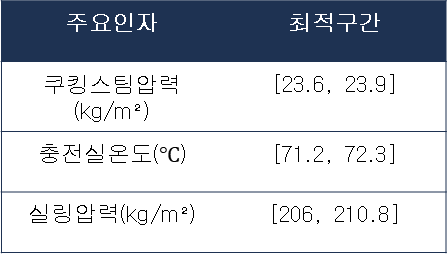 주요인자 최적구간
쿠킹스팀압력 [23.6, 23.9]
(kg/m²)
충전실온도(℃) [71.2, 72.3]
실링압력(kg/m²) [206, 210.8]